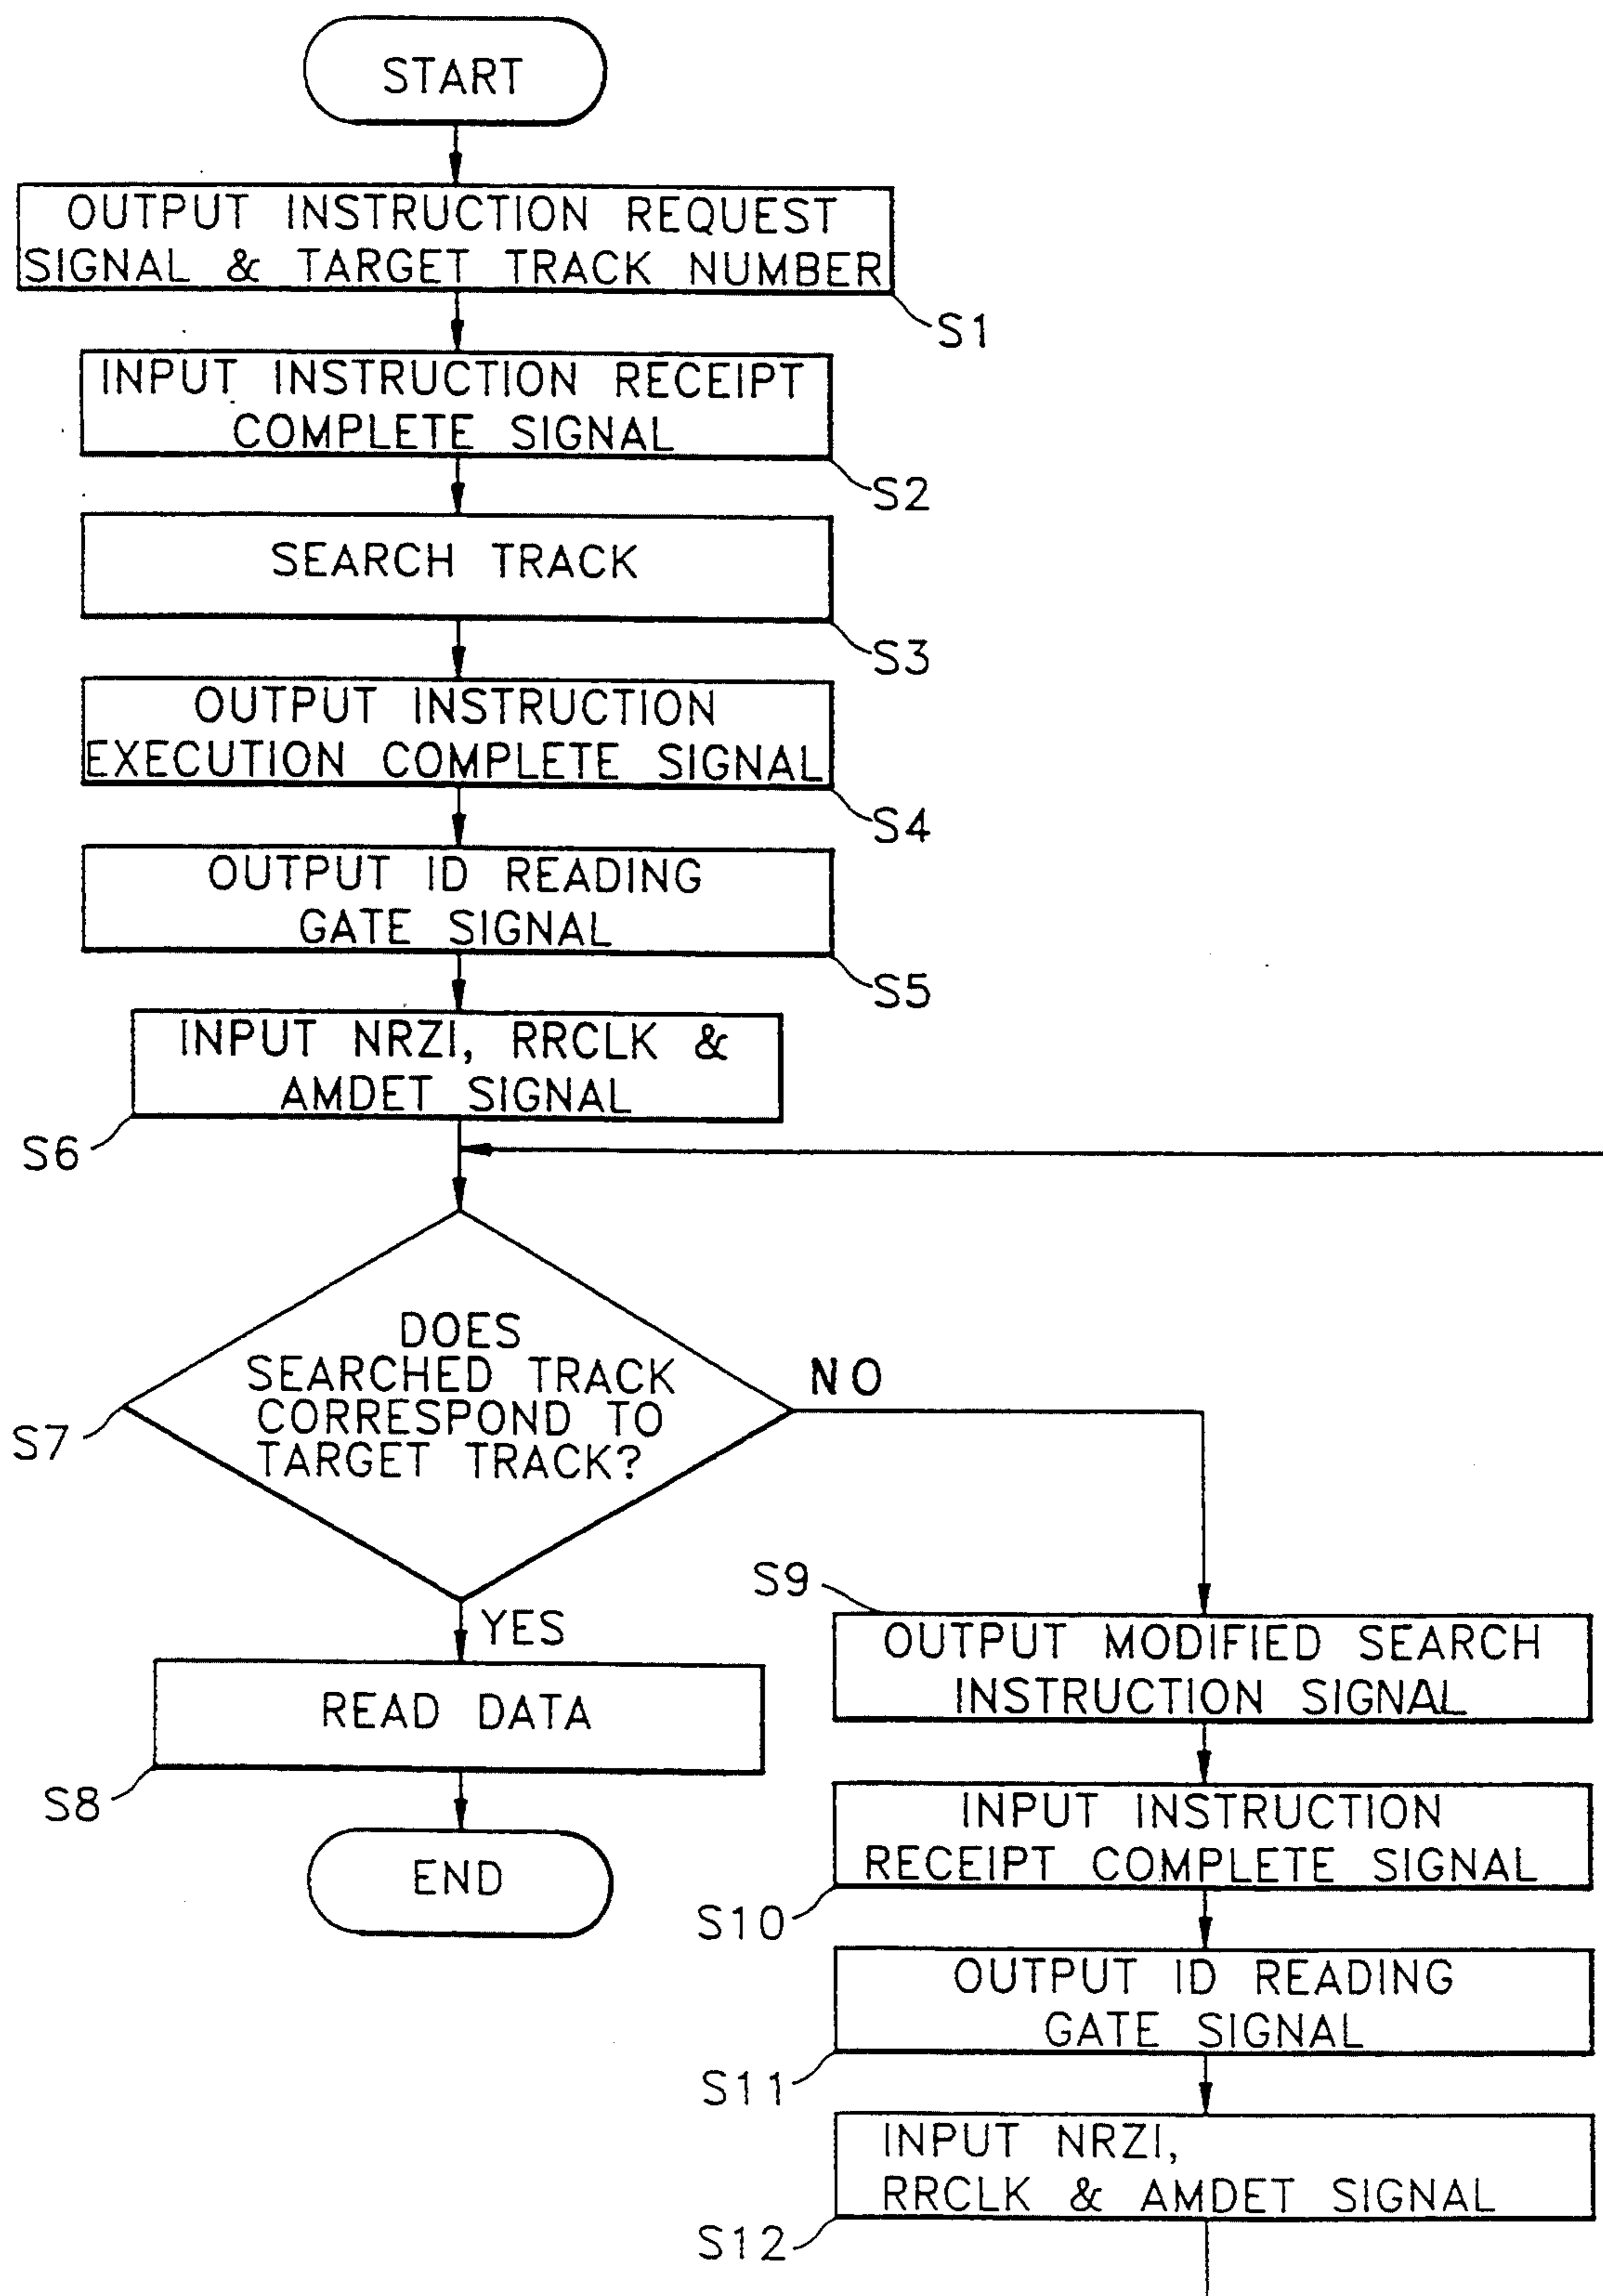 START
OUTPUT INSTRUCTION REQUEST
SIGNAL & TARGET TRACK NUMBER
S1
INPUT INSTRUCTION RECEIPT
COMPLETE SIGNAL
S2
SEARCH TRACK
S3
OUTPUT INSTRUCTION
EXECUTION COMPLETE SIGNAL
S4
OUTPUT ID READING
GATE SIGNAL
S5
INPUT NRZI, RRCLK &
AMDET SIGNAL
S6
DOES
SEARCHED TRACK
CORRESPOND TO
TARGET TRACK?
S7
NO
YES
READ DATA
S8
END
S9
OUTPUT MODIFIED SEARCH
INSTRUCTION SIGNAL
INPUT INSTRUCTION
RECEIPT COMPLETE SIGNAL
S10
OUTPUT ID READING
GATE SIGNAL
S11
INPUT NRZI,
RRCLK & AMDET SIGNAL
S12